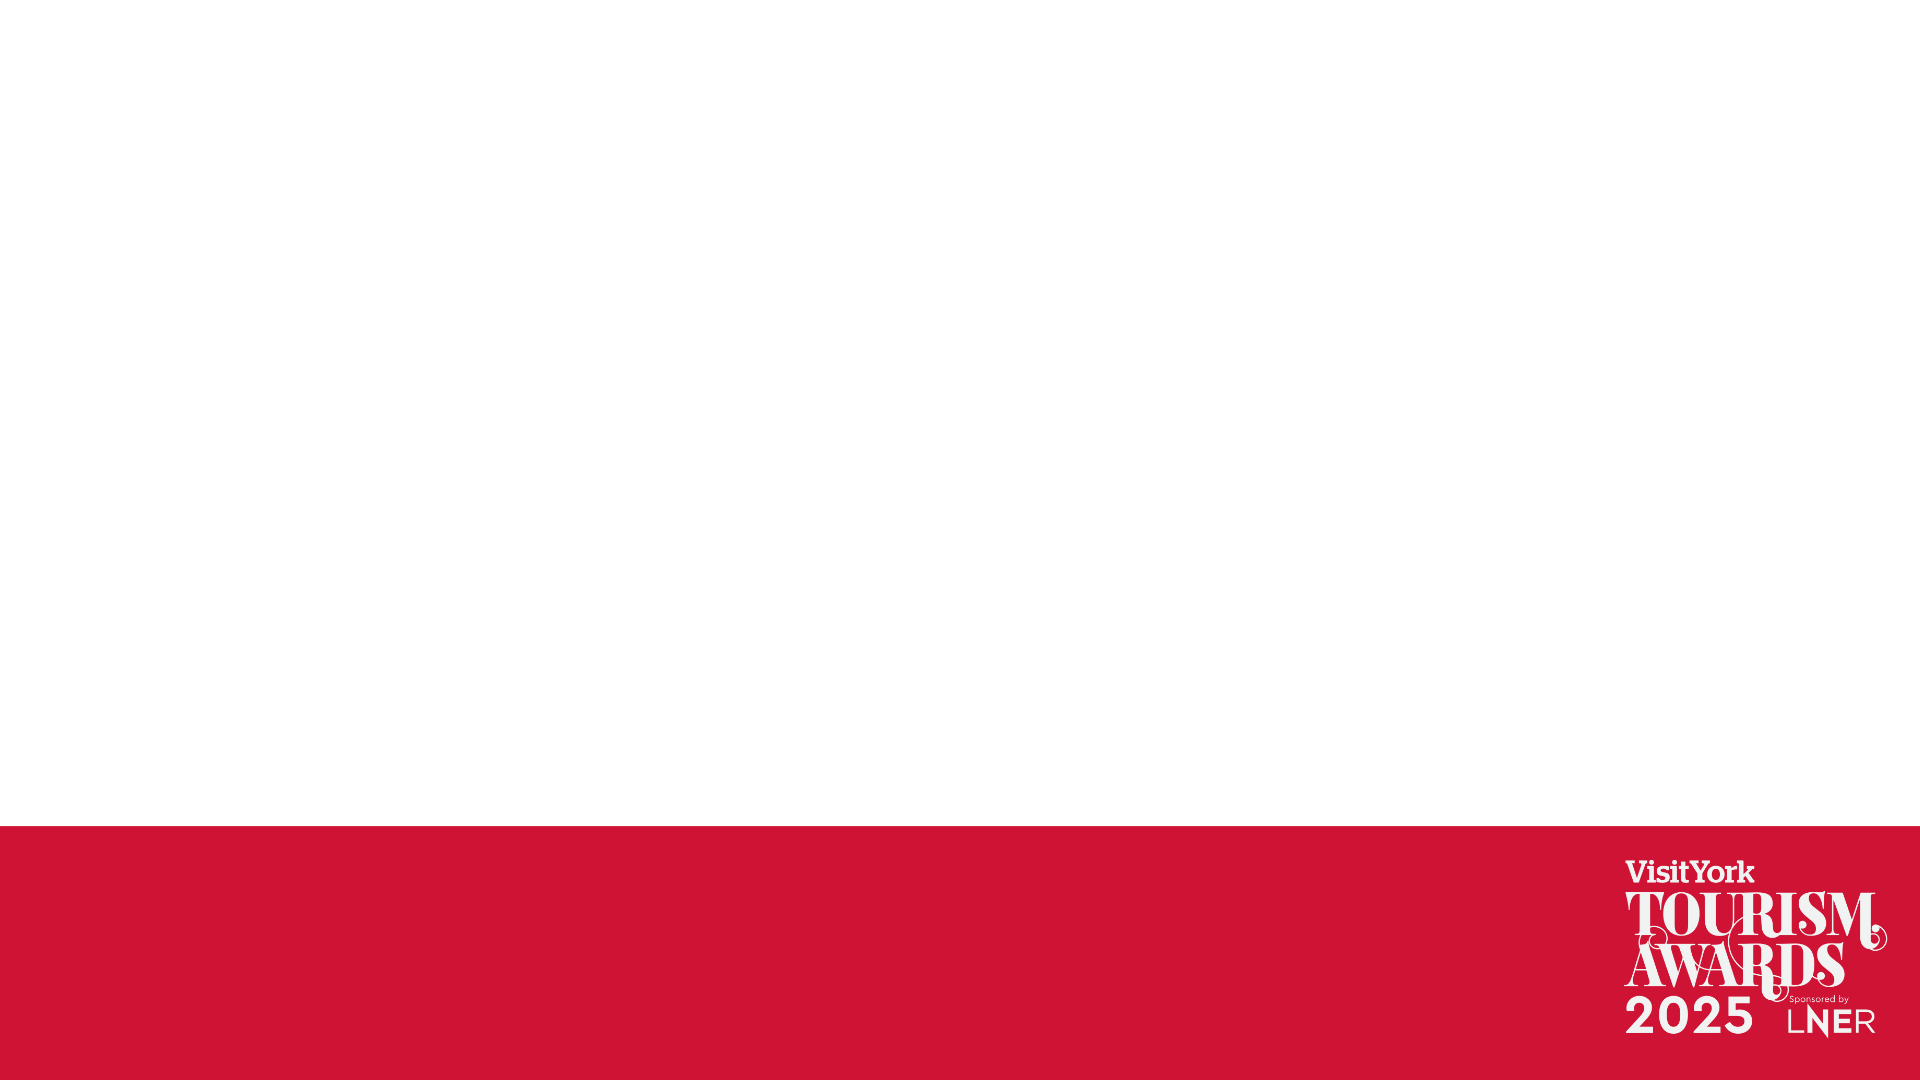 VisitYork
TOURISM
AWARDS
2025
Sponsored by
LNER